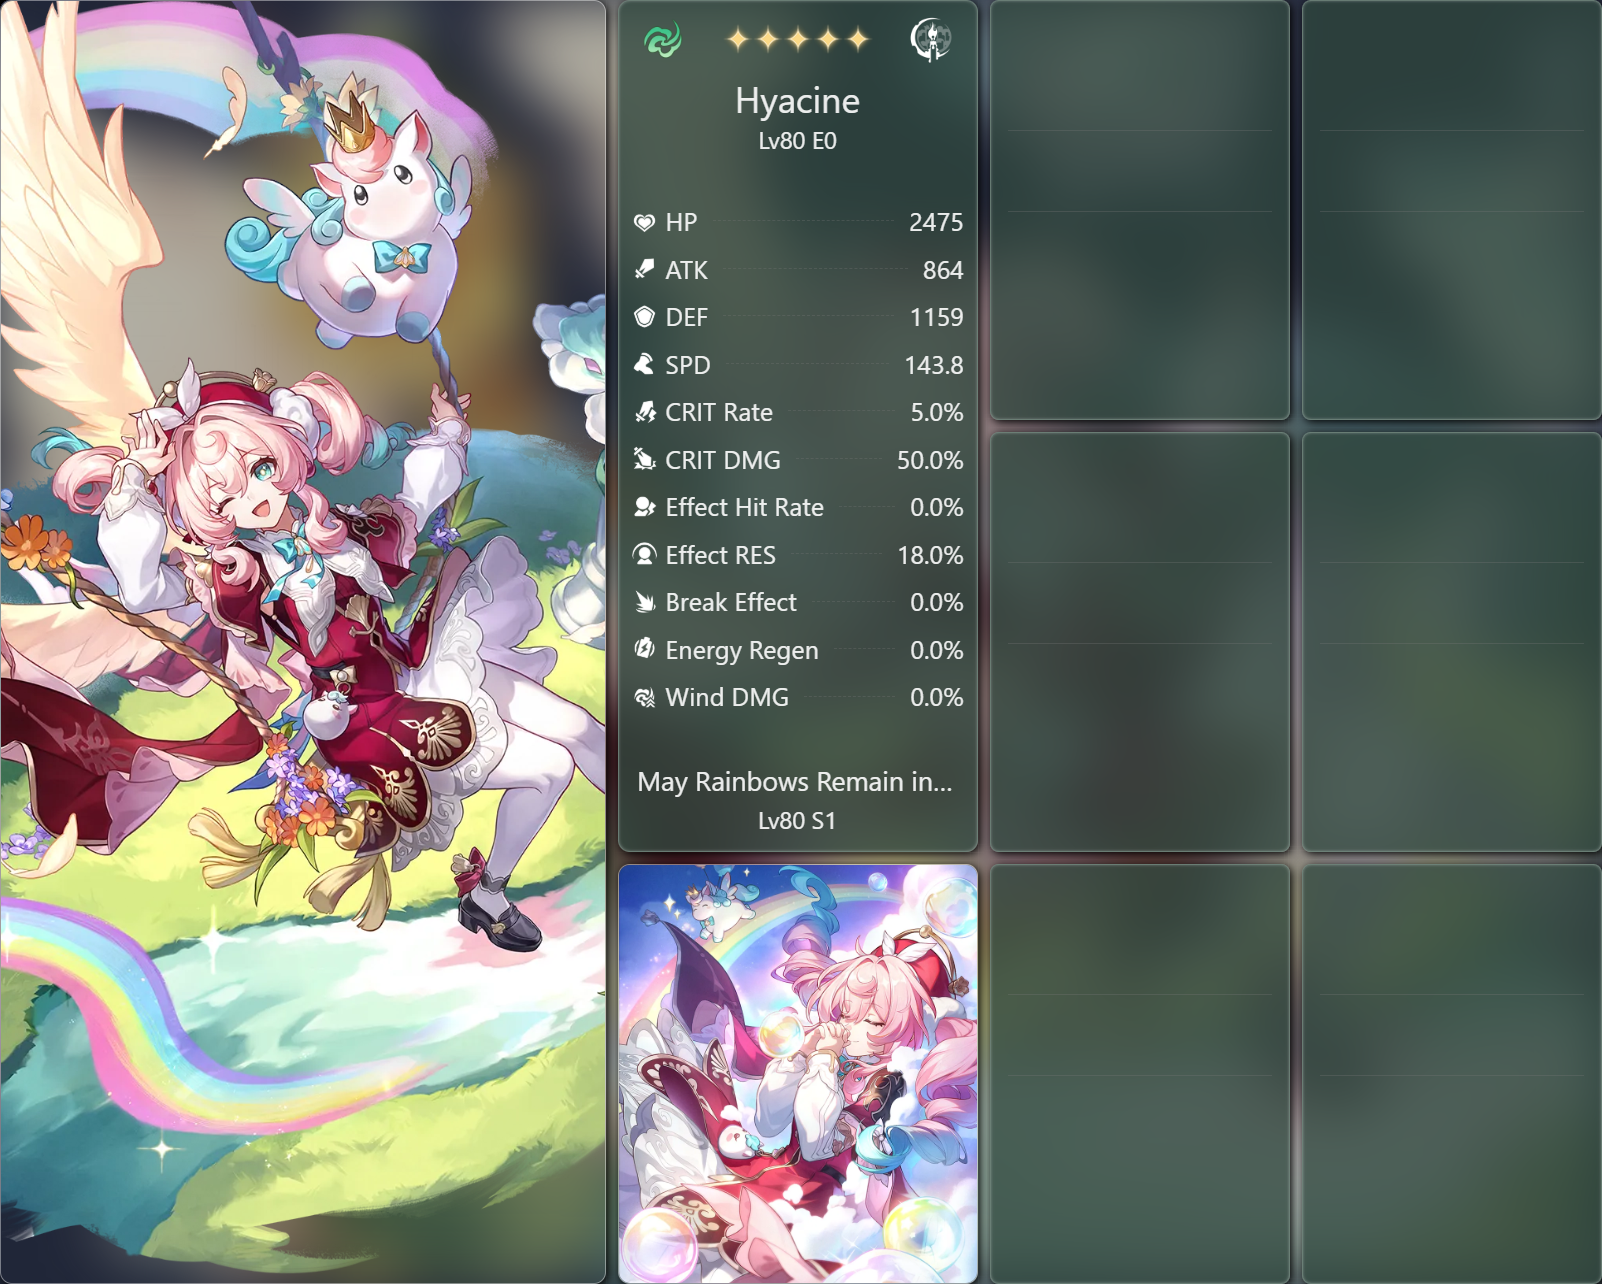 Hyacine
Lv80 E0
HP 2475
ATK 864
DEF 1159
SPD 143.8
CRIT Rate 5.0%
CRIT DMG 50.0%
Effect Hit Rate 0.0%
Effect RES 18.0%
Break Effect 0.0%
Energy Regen 0.0%
Wind DMG 0.0%
May Rainbows Remain in...
Lv80 S1